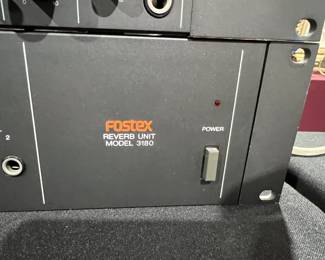 Fostex
REVERB UNIT
MODEL 3180
POWER
2